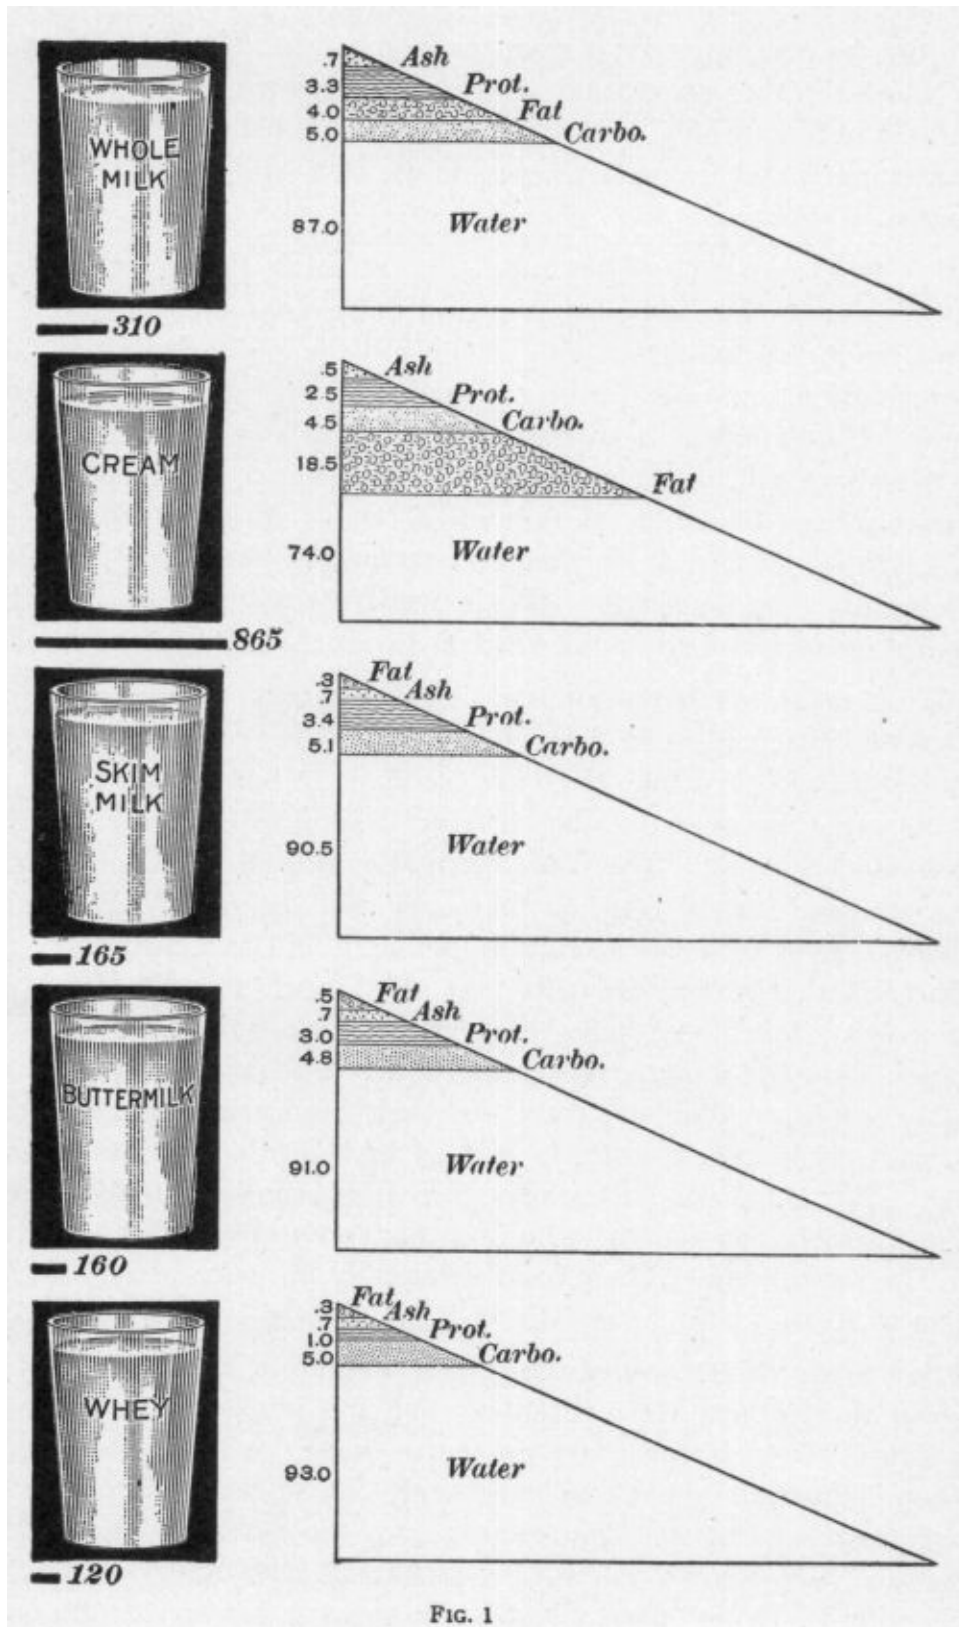 WHOLE
MILK
310
.7 Ash
3.3 Prot.
4.0 Fat
5.0 Carbo.
87.0 Water
CREAM
865
.5 Ash
2.5 Prot.
4.5 Carbo.
18.5 Fat
74.0 Water
SKIM
MILK
165
.3 Fat
.7 Ash
3.4 Prot.
5.1 Carbo.
90.5 Water
BUTTERMILK
160
.5 Fat
.7 Ash
3.0 Prot.
4.8 Carbo.
91.0 Water
WHEY
120
.3 Fat
.7 Ash
1.0 Prot.
5.0 Carbo.
93.0 Water
FIG. 1